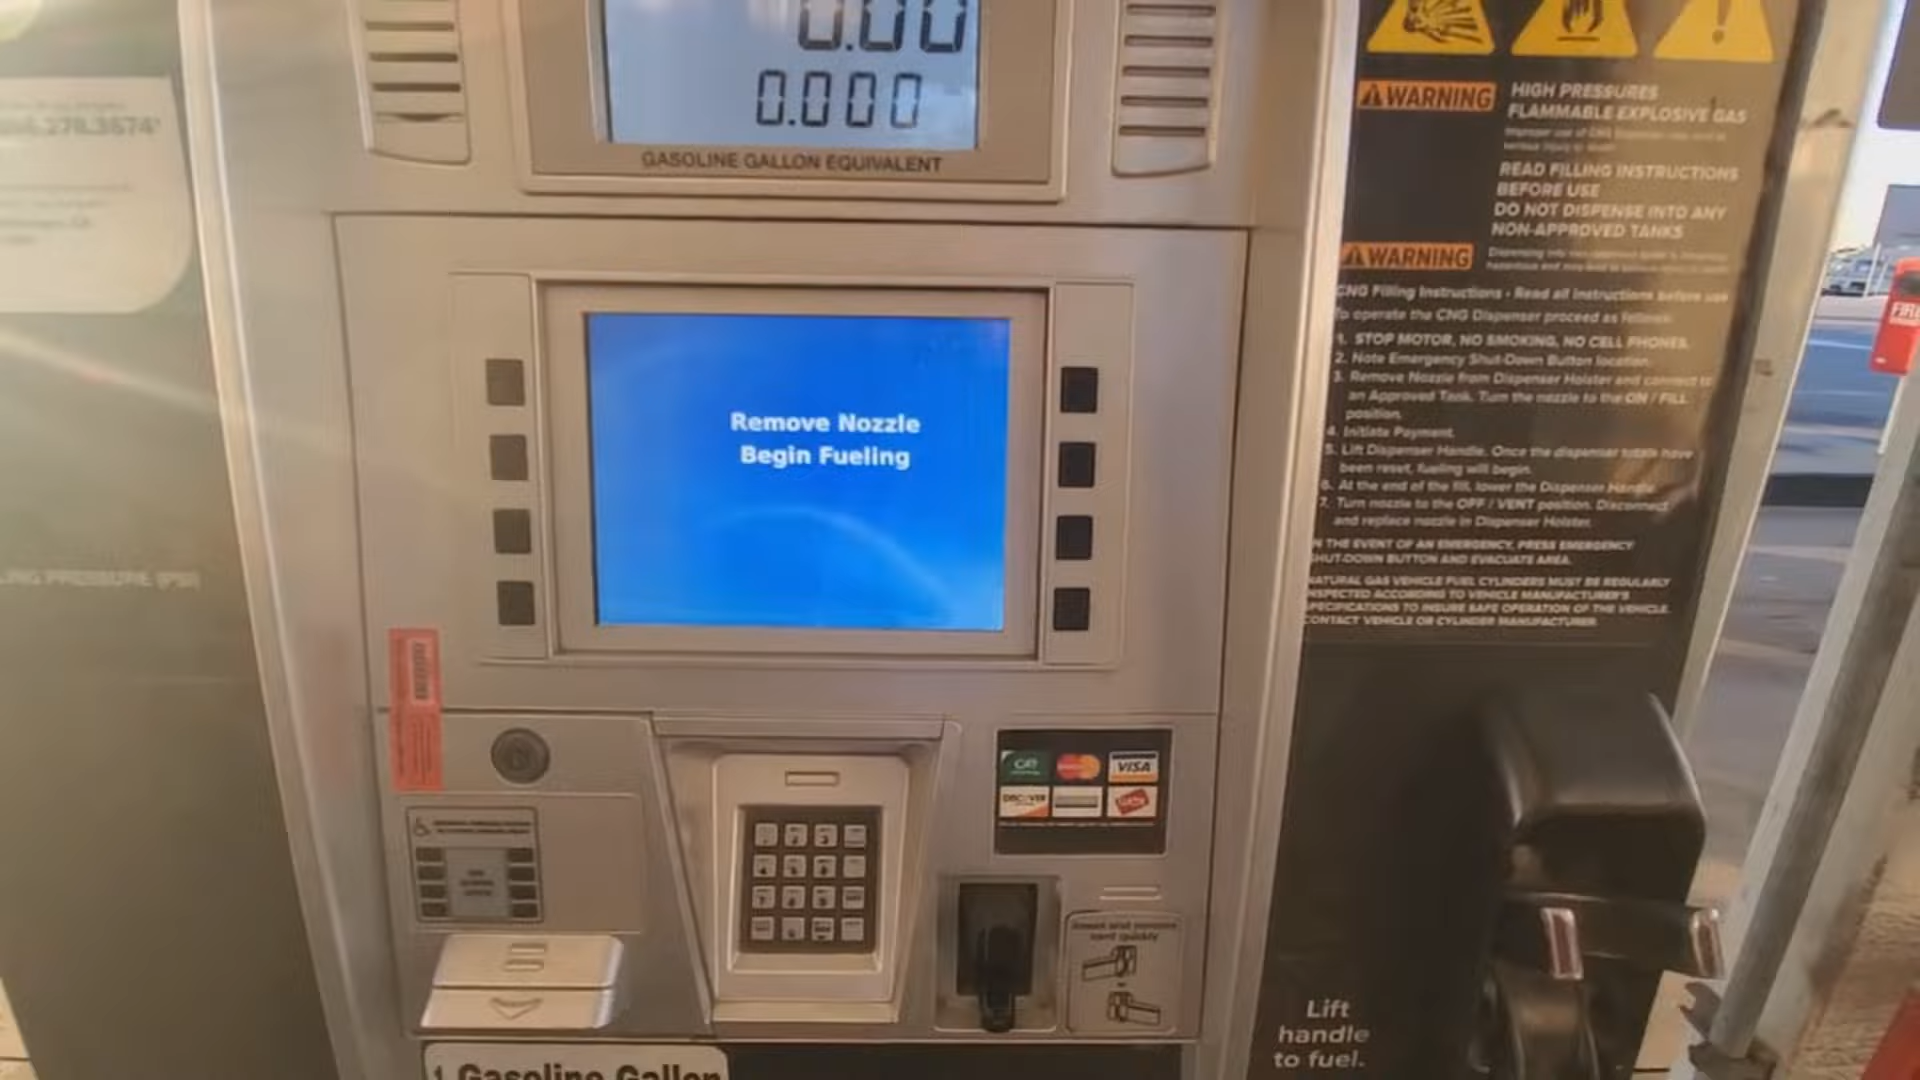 0.00
0.000
GASOLINE GALLON EQUIVALENT
Remove Nozzle
Begin Fueling
WARNING
HIGH PRESSURES
FLAMMABLE EXPLOSIVE GAS
READ FILLING INSTRUCTIONS
BEFORE USE
DO NOT DISPENSE INTO ANY
NON-APPROVED TANKS
WARNING
CNG Filling Instructions - Read all instructions before use
To operate the CNG Dispenser proceed as follows:
1. STOP MOTOR, NO SMOKING, NO CELL PHONES.
2. Note Emergency Shut-Down Button location.
3. Remove Nozzle from Dispenser Holster and connect to
an Approved Tank. Turn the nozzle to the ON / FILL
position.
4. Initiate Payment.
5. Lift Dispenser Handle. Once the dispenser totals have
been reset, fueling will begin.
6. At the end of the fill, lower the Dispenser Handle.
7. Turn nozzle to the OFF / VENT position. Disconnect
and replace nozzle in Dispenser Holster.
IN THE EVENT OF AN EMERGENCY, PRESS EMERGENCY
SHUT-DOWN BUTTON AND EVACUATE AREA.
NATURAL GAS VEHICLE FUEL CYLINDERS MUST BE REGULARLY
INSPECTED ACCORDING TO VEHICLE MANUFACTURER'S
SPECIFICATIONS TO INSURE SAFE OPERATION OF THE VEHICLE.
CONTACT VEHICLE OR CYLINDER MANUFACTURER.
FIRE
PRESSURE (PSI)
VISA
DISCOVER
Insert and remove
card quickly
Lift
handle
to fuel.
1 Gasoline Gallon